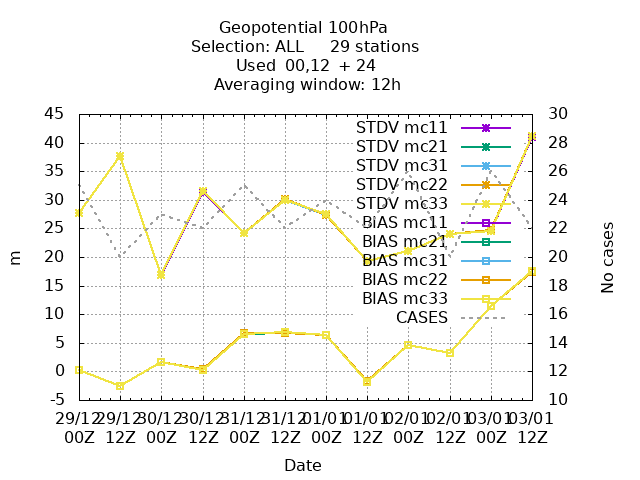 Geopotential 100hPa
Selection: ALL 29 stations
Used 00,12 + 24
Averaging window: 12h
45 30
40 28
35 26
30 24
25 22
20 20
15 18
10 16
5 14
0 12
-5 10
m
No cases
STDV mc11
STDV mc21
STDV mc31
STDV mc22
STDV mc33
BIAS mc11
BIAS mc21
BIAS mc31
BIAS mc22
BIAS mc33
CASES
29/12 29/12 30/12 30/12 31/12 31/12 01/01 01/01 02/01 02/01 03/01 03/01
00Z 12Z 00Z 12Z 00Z 12Z 00Z 12Z 00Z 12Z 00Z 12Z
Date